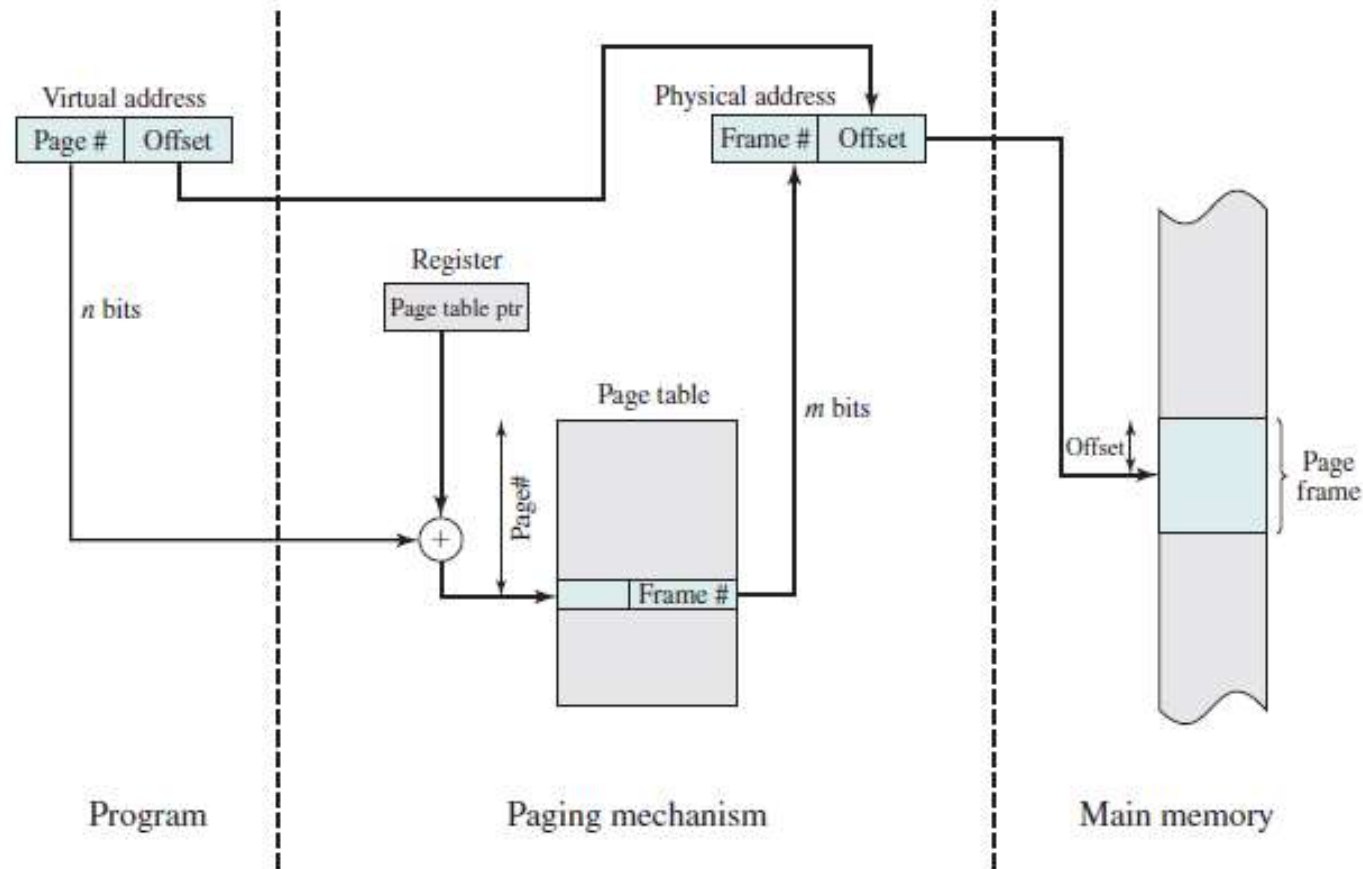 Virtual address
Page # Offset
Physical address
Frame # Offset
n bits
Register
Page table ptr
Page table
m bits
Page#
+
Frame #
Offset
Page
frame
Program
Paging mechanism
Main memory